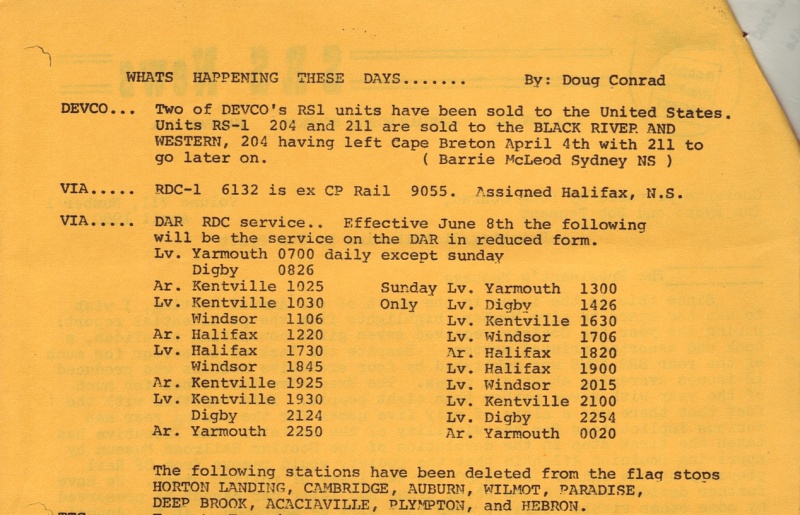 WHATS HAPPENING THESE DAYS....... By: Doug Conrad
DEVCO... Two of DEVCO's RS1 units have been sold to the United States.
Units RS-1 204 and 211 are sold to the BLACK RIVER AND
WESTERN, 204 having left Cape Breton April 4th with 211 to
go later on. ( Barrie McLeod Sydney NS )
VIA..... RDC-1 6132 is ex CP Rail 9055. Assigned Halifax, N.S.
VIA..... DAR RDC service.. Effective June 8th the following
will be the service on the DAR in reduced form.
Lv. Yarmouth 0700 daily except sunday
Digby 0826
Ar. Kentville 1025 Sunday Lv. Yarmouth 1300
Lv. Kentville 1030 Only Lv. Digby 1426
Windsor 1106 Lv. Kentville 1630
Ar. Halifax 1220 Lv. Windsor 1706
Lv. Halifax 1730 Ar. Halifax 1820
Windsor 1845 Lv. Halifax 1900
Ar. Kentville 1925 Lv. Windsor 2015
Lv. Kentville 1930 Lv. Kentville 2100
Digby 2124 Lv. Digby 2254
Ar. Yarmouth 2250 Ar. Yarmouth 0020
The following stations have been deleted from the flag stops
HORTON LANDING, CAMBRIDGE, AUBURN, WILMOT, PARADISE,
DEEP BROOK, ACACIAVILLE, PLYMPTON, and HEBRON.